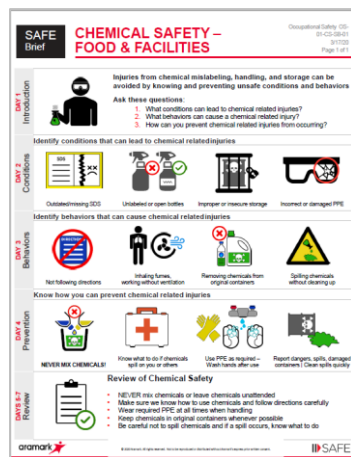 SAFE
Brief
CHEMICAL SAFETY –
FOOD & FACILITIES
Occupational Safety OS-
01-CS-08-01
3/17/20
Page 1 of 1
DAY 1
Introduction
Injuries from chemical mislabeling, handling, and storage can be
avoided by knowing and preventing unsafe conditions and behaviors
Ask these questions:
1. What conditions can lead to chemical related injuries?
2. What behaviors can cause a chemical related injury?
3. How can you prevent chemical related injuries from occurring?
DAY 2
Conditions
Identify conditions that can lead to chemical related injuries
SDS
Outdated/missing SDS
Unlabeled or open bottles
Improper or insecure storage
Incorrect or damaged PPE
DAY 3
Behaviors
Identify behaviors that can cause chemical related injuries
Not following directions
Inhaling fumes,
working without ventilation
Removing chemicals from
original containers
Spilling chemicals
without cleaning up
DAY 4
Prevention
Know how you can prevent chemical related injuries
NEVER MIX CHEMICALS!
Know what to do if chemicals
spill on you or others
Use PPE as required –
Wash hands after use
Report dangers, spills, damaged
containers | Clean spills quickly
DAYS 5-7
Review
Review of Chemical Safety
• NEVER mix chemicals or leave chemicals unattended
• Make sure we know how to use chemicals and follow directions carefully
• Wear required PPE at all times when handling
• Keep chemicals in original containers whenever possible
• Be careful not to spill chemicals and if a spill occurs, know what to do
aramark
SAFE